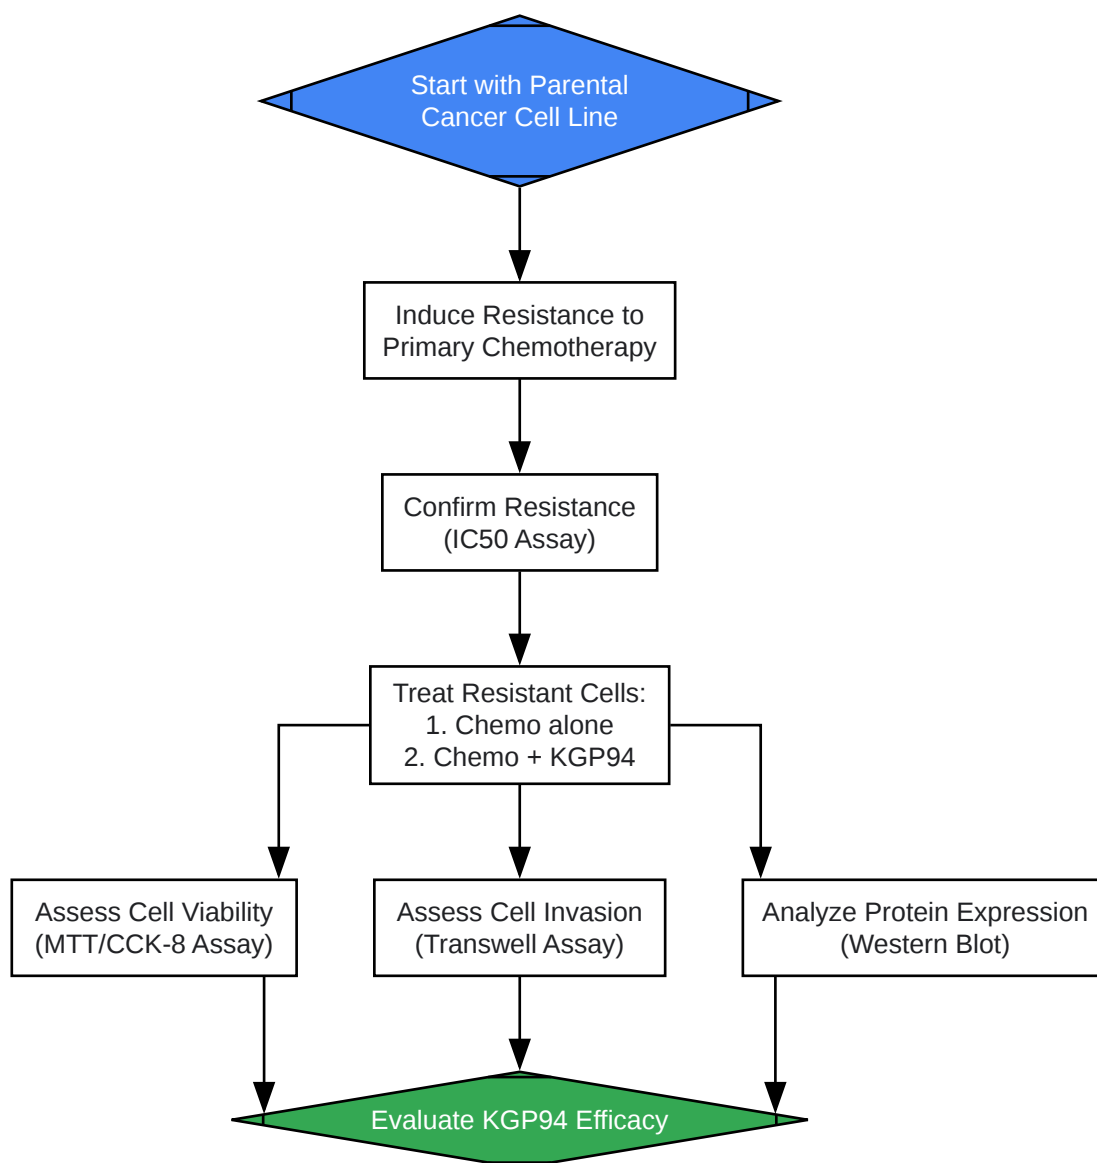 Start with Parental
Cancer Cell Line
Induce Resistance to
Primary Chemotherapy
Confirm Resistance
(IC50 Assay)
Treat Resistant Cells:
1. Chemo alone
2. Chemo + KGP94
Assess Cell Viability
(MTT/CCK-8 Assay)
Assess Cell Invasion
(Transwell Assay)
Analyze Protein Expression
(Western Blot)
Evaluate KGP94 Efficacy